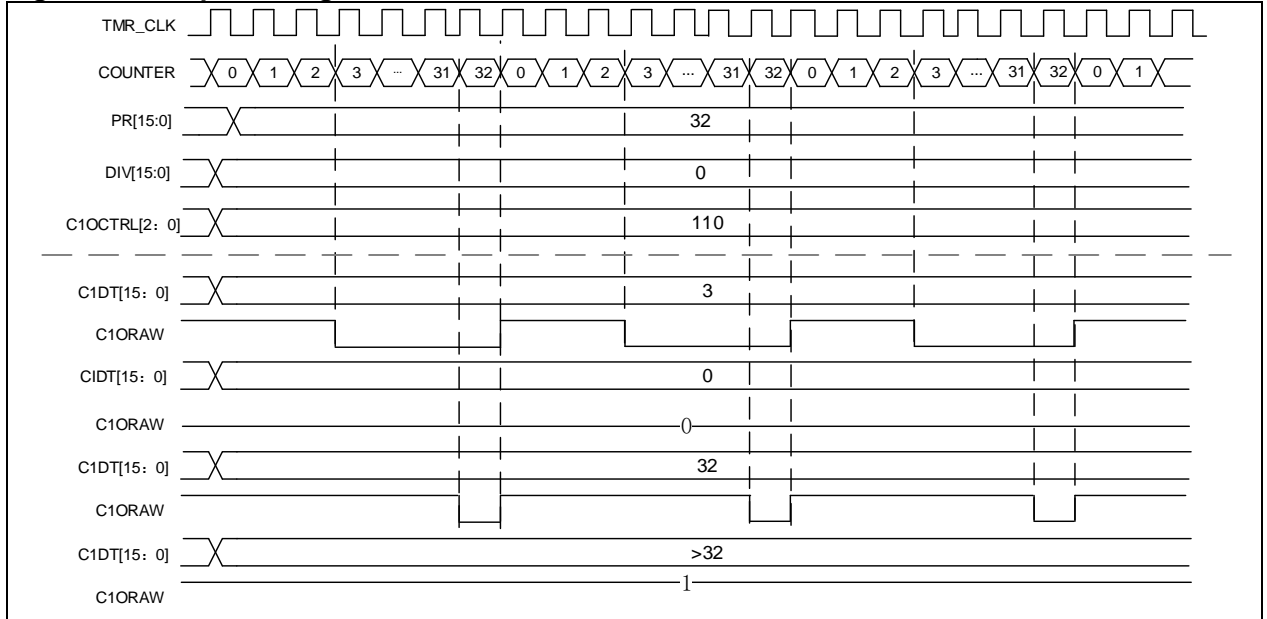 TMR_CLK
COUNTER 0 1 2 3 ... 31 32 0 1 2 3 ... 31 32 0 1 2 3 ... 31 32 0 1
PR[15:0] 32
DIV[15:0] 0
C1OCTRL[2：0] 110
C1DT[15：0] 3
C1ORAW
CIDT[15：0] 0
C1ORAW 0
C1DT[15：0] 32
C1ORAW
C1DT[15：0] >32
C1ORAW 1